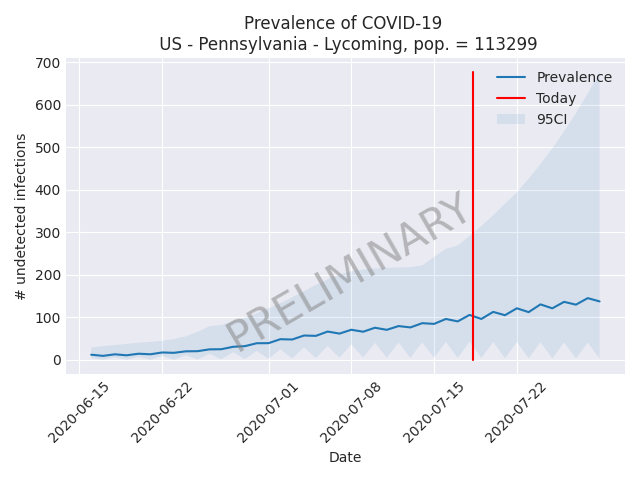 Prevalence of COVID-19
US - Pennsylvania - Lycoming, pop. = 113299
700
600
500
400
300
200
100
0
# undetected infections
Prevalence
Today
95CI
PRELIMINARY
2020-06-15
2020-06-22
2020-07-01
2020-07-08
2020-07-15
2020-07-22
Date